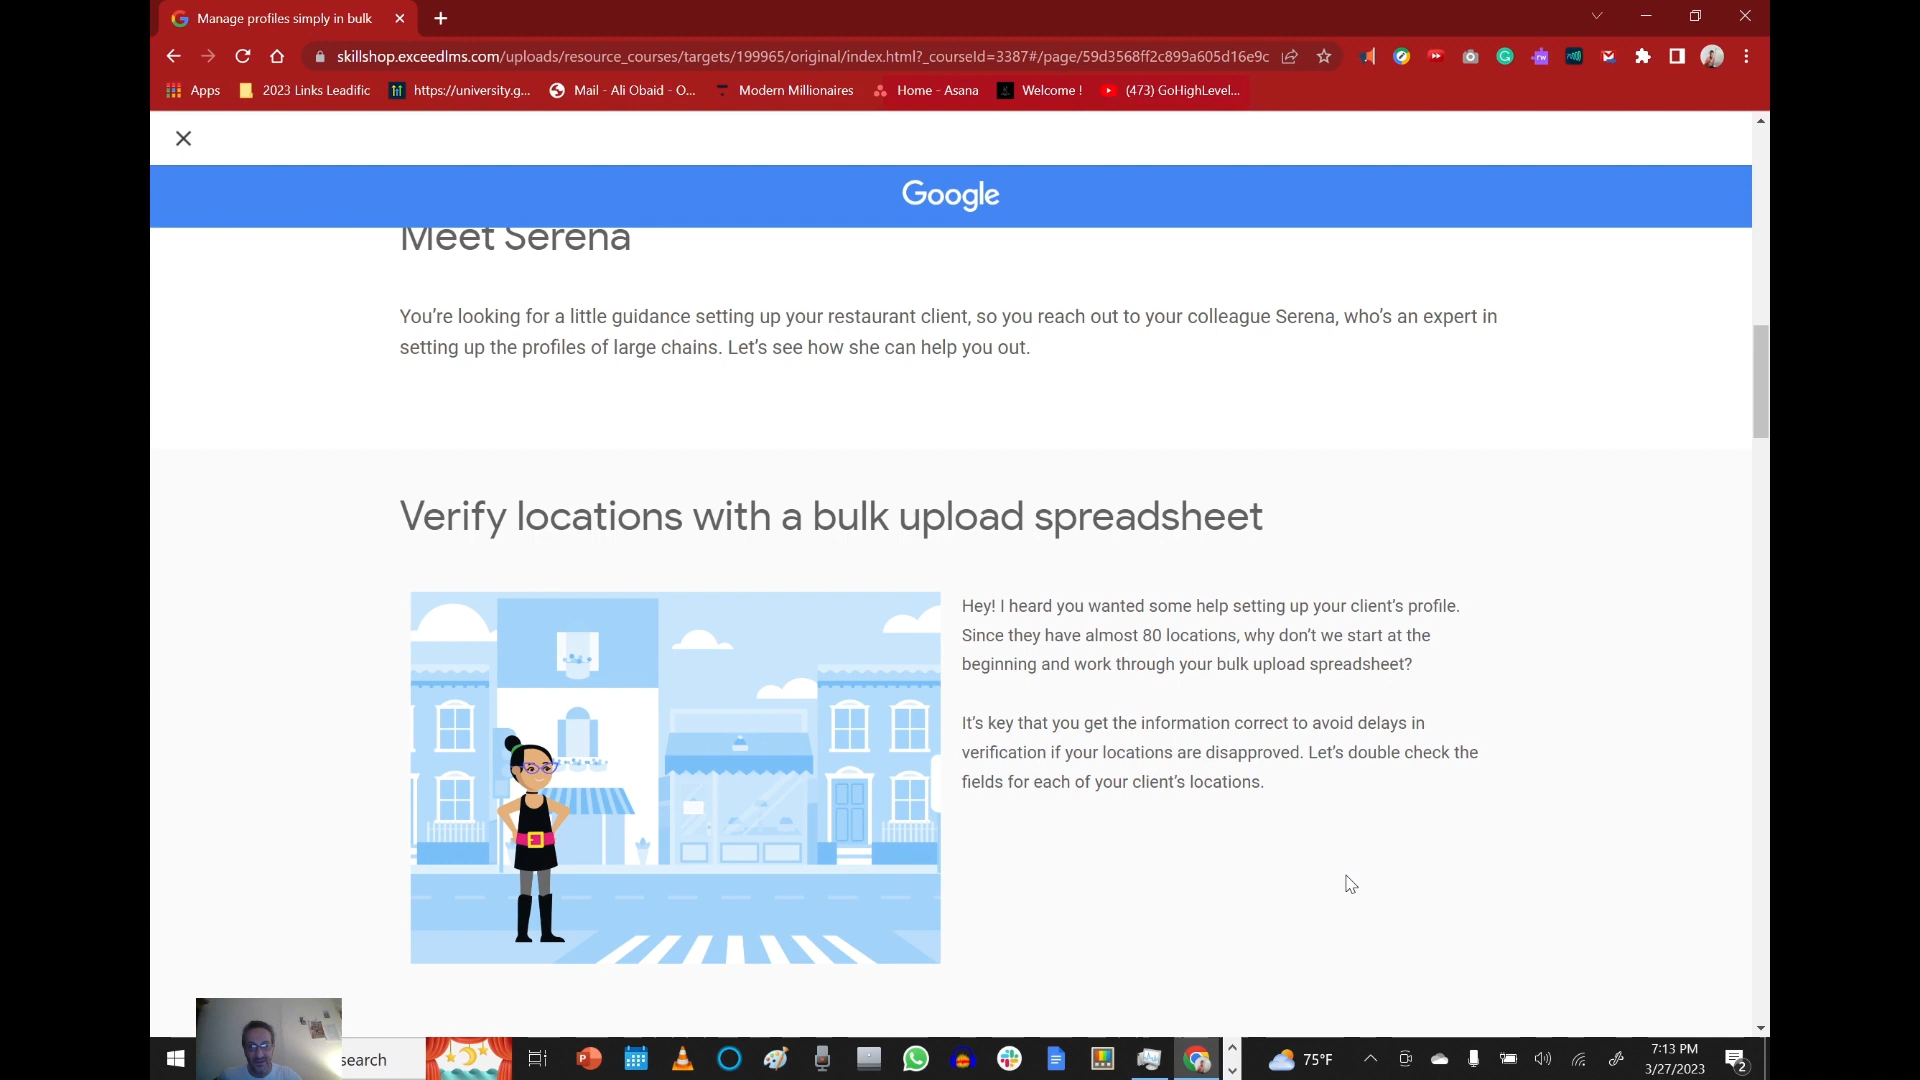 Manage profiles simply in bulk
skillshop.exceedlms.com/uploads/resource_courses/targets/199965/original/index.html?_courseId=3387#/page/59d3568ff2c899a605d16e9c
Apps 2023 Links Leadific https://university.g... Mail - Ali Obaid - O... Modern Millionaires Home - Asana Welcome ! (473) GoHighLevel...
Google
Meet Serena
You’re looking for a little guidance setting up your restaurant client, so you reach out to your colleague Serena, who’s an expert in
setting up the profiles of large chains. Let’s see how she can help you out.
Verify locations with a bulk upload spreadsheet
Hey! I heard you wanted some help setting up your client’s profile.
Since they have almost 80 locations, why don’t we start at the
beginning and work through your bulk upload spreadsheet?
It’s key that you get the information correct to avoid delays in
verification if your locations are disapproved. Let’s double check the
fields for each of your client’s locations.
search
75°F
7:13 PM
3/27/2023
2